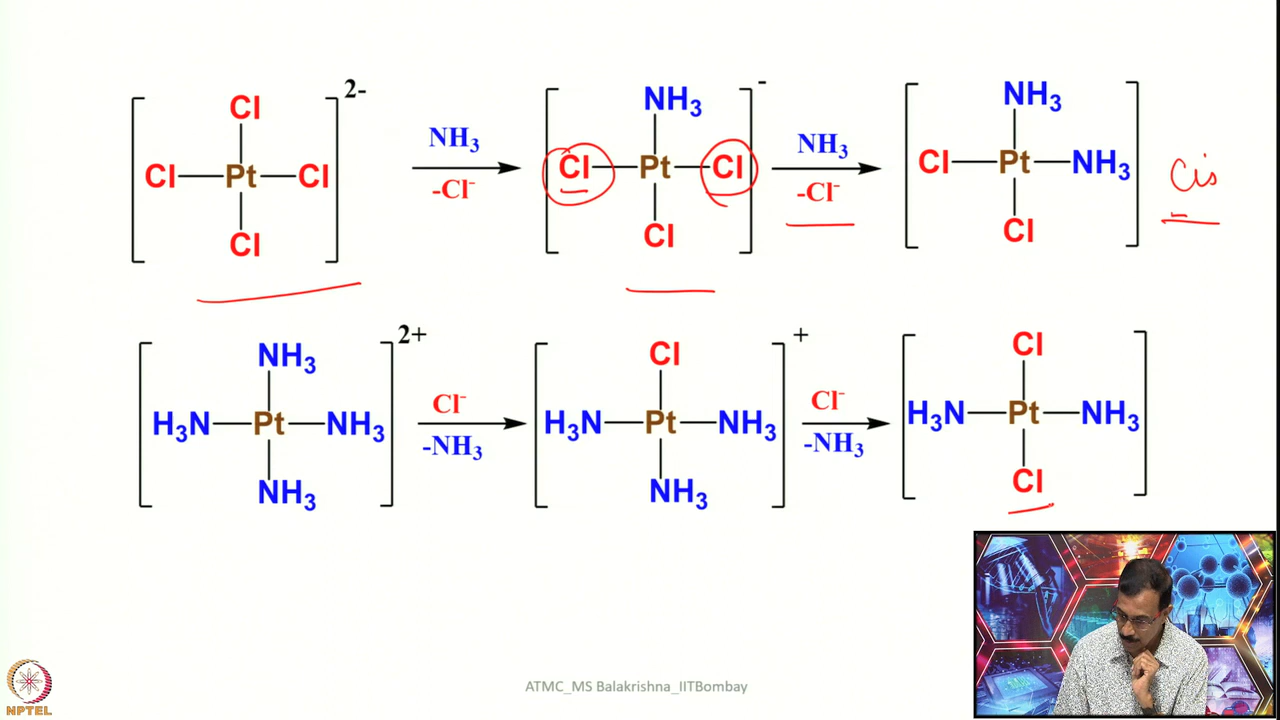 [Cl Cl—Pt—Cl Cl]2- NH3 -Cl⁻ [NH3 Cl—Pt—Cl Cl]- NH3 -Cl⁻ [NH3 Cl—Pt—NH3 Cl] Cis
[NH3 H3N—Pt—NH3 NH3]2+ Cl⁻ -NH3 [Cl H3N—Pt—NH3 NH3]+ Cl⁻ -NH3 [Cl H3N—Pt—NH3 Cl]
ATMC_MS Balakrishna_IITBombay
NPTEL